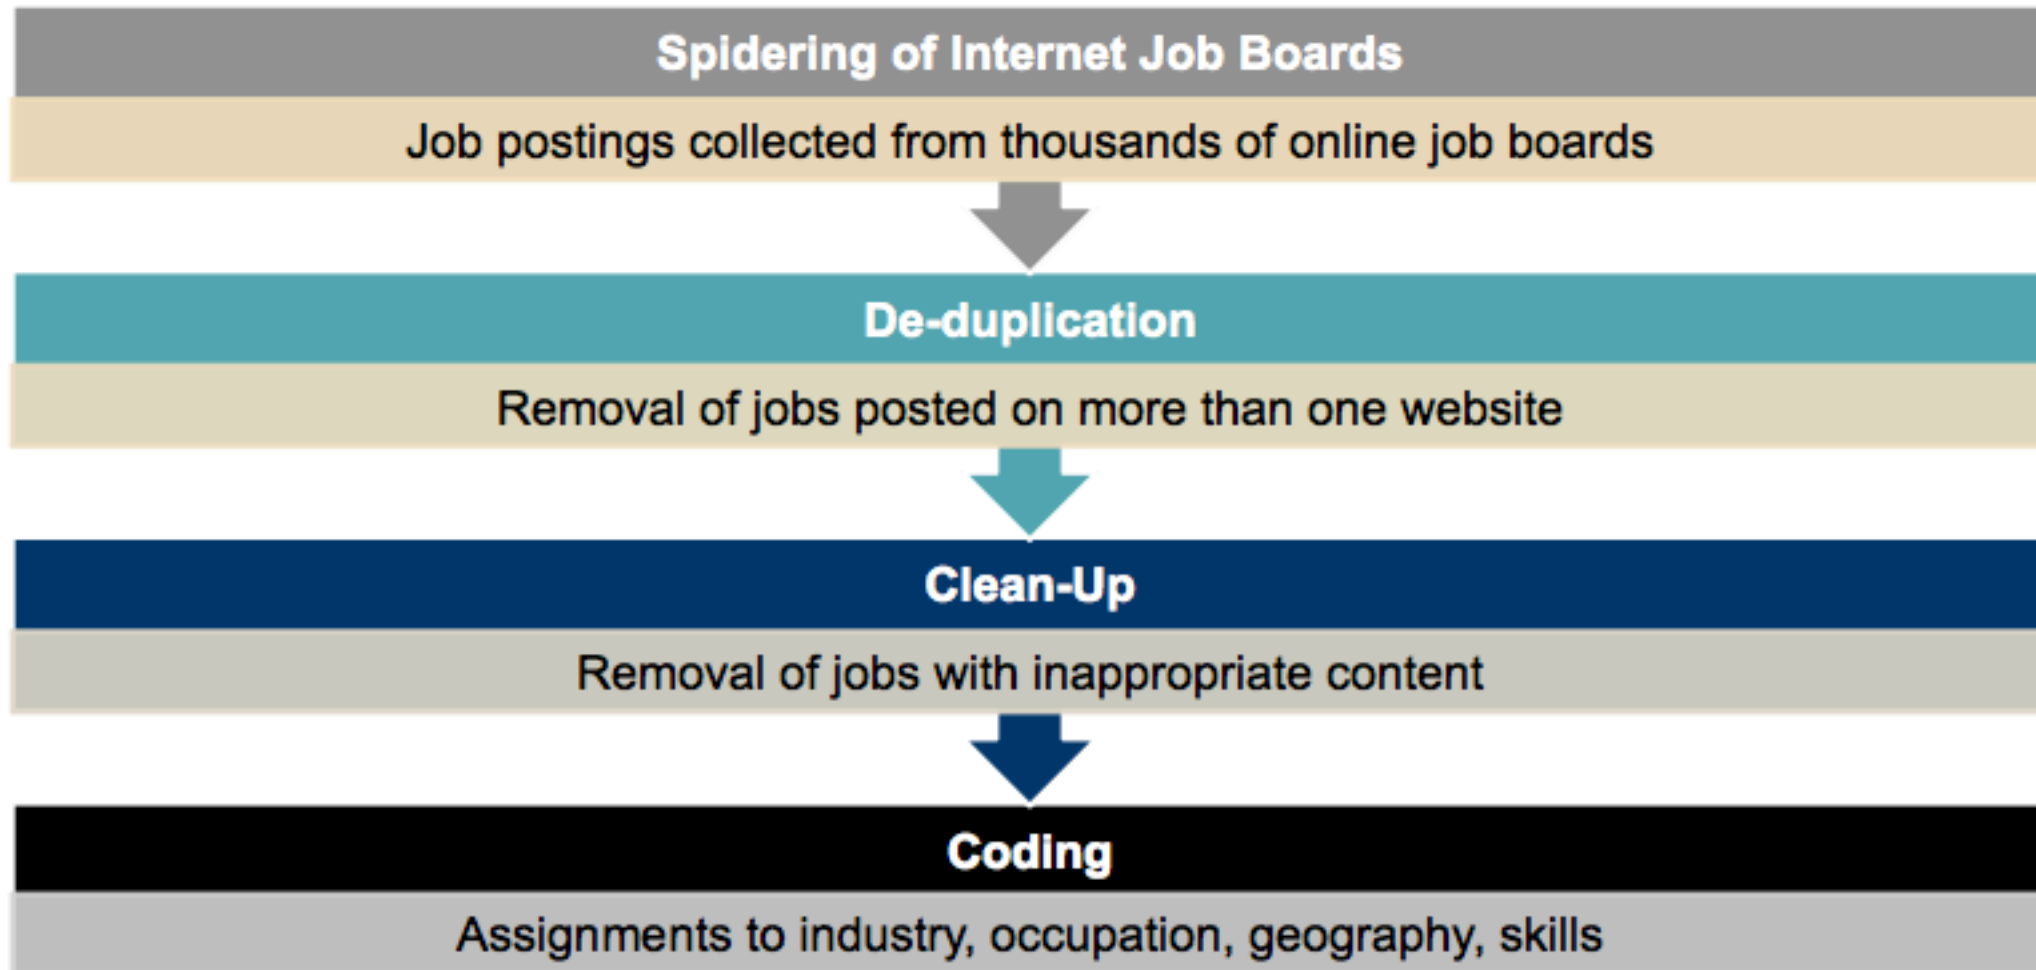 Spidering of Internet Job Boards
Job postings collected from thousands of online job boards
De-duplication
Removal of jobs posted on more than one website
Clean-Up
Removal of jobs with inappropriate content
Coding
Assignments to industry, occupation, geography, skills